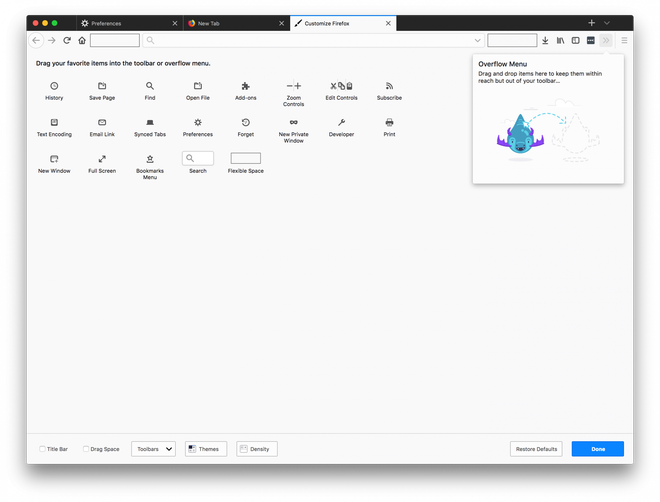 Preferences
New Tab
Customize Firefox
Drag your favorite items into the toolbar or overflow menu.
Overflow Menu
Drag and drop items here to keep them within
reach but out of your toolbar...
History
Save Page
Find
Open File
Add-ons
Zoom
Controls
Edit Controls
Subscribe
Text Encoding
Email Link
Synced Tabs
Preferences
Forget
New Private
Window
Developer
Print
New Window
Full Screen
Bookmarks
Menu
Search
Flexible Space
Title Bar
Drag Space
Toolbars
Themes
Density
Restore Defaults
Done